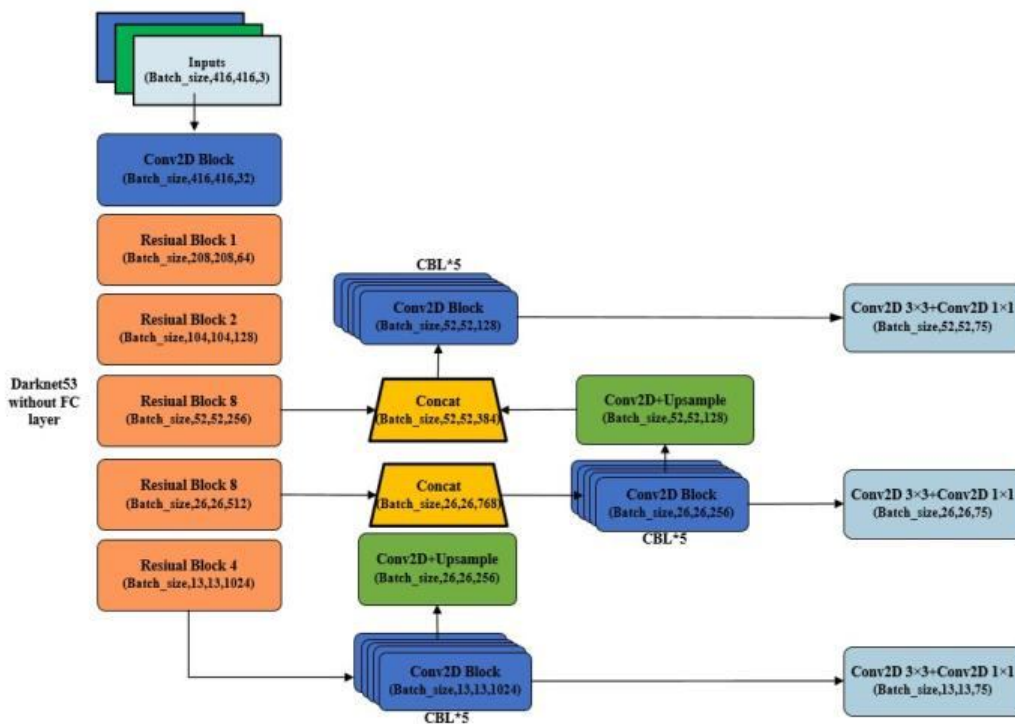 Inputs
(Batch_size,416,416,3)
Conv2D Block
(Batch_size,416,416,32)
Resiual Block 1
(Batch_size,208,208,64)
Resiual Block 2
(Batch_size,104,104,128)
Darknet53
without FC
layer
Resiual Block 8
(Batch_size,52,52,256)
Resiual Block 8
(Batch_size,26,26,512)
Resiual Block 4
(Batch_size,13,13,1024)
CBL*5
Conv2D Block
(Batch_size,52,52,128)
Concat
(Batch_size,52,52,384)
Concat
(Batch_size,26,26,768)
Conv2D+Upsample
(Batch_size,26,26,256)
Conv2D Block
(Batch_size,13,13,1024)
CBL*5
Conv2D+Upsample
(Batch_size,52,52,128)
Conv2D Block
(Batch_size,26,26,256)
CBL*5
Conv2D 3×3+Conv2D 1×1
(Batch_size,52,52,75)
Conv2D 3×3+Conv2D 1×1
(Batch_size,26,26,75)
Conv2D 3×3+Conv2D 1×1
(Batch_size,13,13,75)